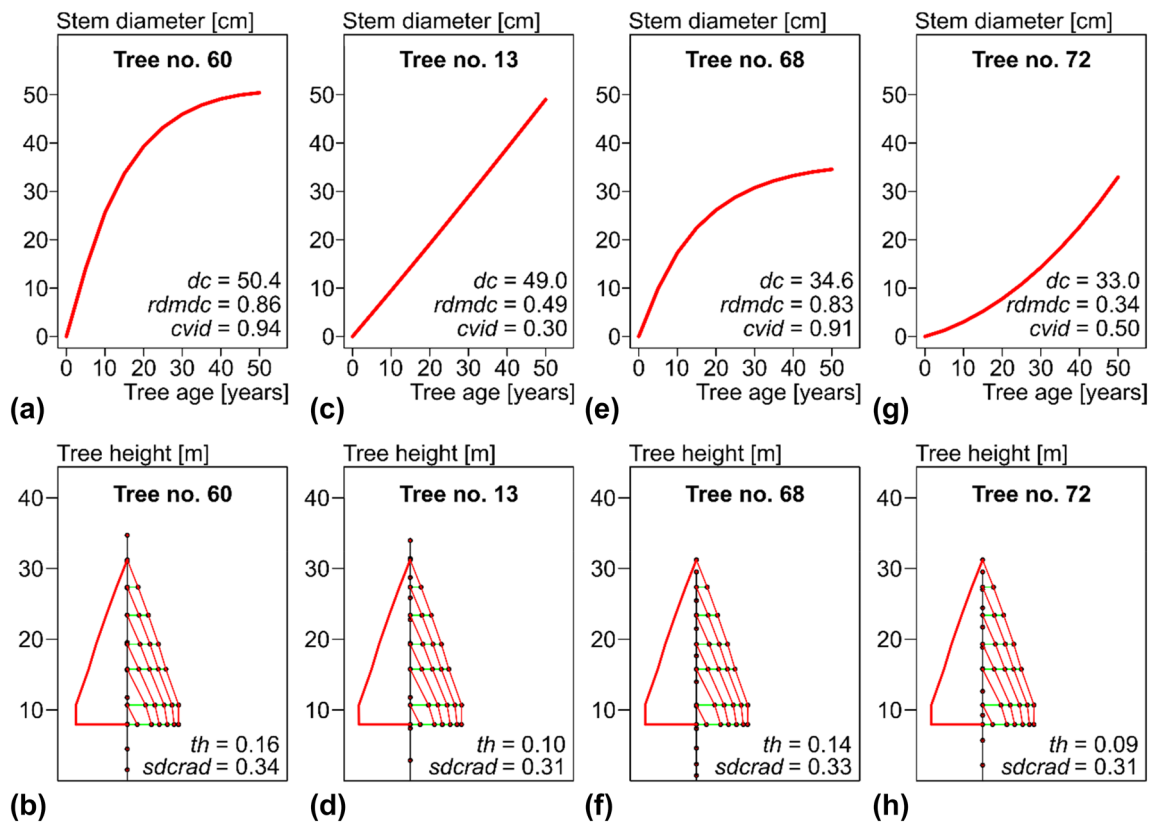 Stem diameter [cm]
Tree no. 60
50
40
30
20
10
0
dc = 50.4
rdmdc = 0.86
cvid = 0.94
0 10 20 30 40 50
Tree age [years]
(a)
Stem diameter [cm]
Tree no. 13
50
40
30
20
10
0
dc = 49.0
rdmdc = 0.49
cvid = 0.30
0 10 20 30 40 50
Tree age [years]
(c)
Stem diameter [cm]
Tree no. 68
50
40
30
20
10
0
dc = 34.6
rdmdc = 0.83
cvid = 0.91
0 10 20 30 40 50
Tree age [years]
(e)
Stem diameter [cm]
Tree no. 72
50
40
30
20
10
0
dc = 33.0
rdmdc = 0.34
cvid = 0.50
0 10 20 30 40 50
Tree age [years]
(g)
Tree height [m]
Tree no. 60
40
30
20
10
th = 0.16
sdcrad = 0.34
(b)
Tree height [m]
Tree no. 13
40
30
20
10
th = 0.10
sdcrad = 0.31
(d)
Tree height [m]
Tree no. 68
40
30
20
10
th = 0.14
sdcrad = 0.33
(f)
Tree height [m]
Tree no. 72
40
30
20
10
th = 0.09
sdcrad = 0.31
(h)